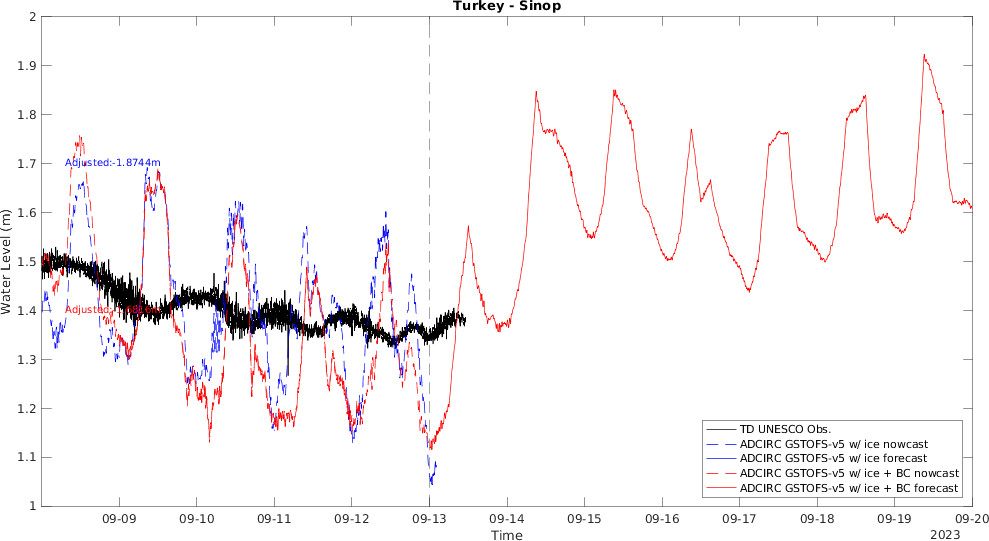 Turkey - Sinop
2
1.9
1.8
1.7
1.6
1.5
1.4
1.3
1.2
1.1
1
Water Level (m)
Adjusted:-1.8744m
09-09
09-10
09-11
09-12
09-13
09-14
09-15
09-16
09-17
09-18
09-19
09-20
Time
2023
TD UNESCO Obs.
ADCIRC GSTOFS-v5 w/ ice nowcast
ADCIRC GSTOFS-v5 w/ ice forecast
ADCIRC GSTOFS-v5 w/ ice + BC nowcast
ADCIRC GSTOFS-v5 w/ ice + BC forecast